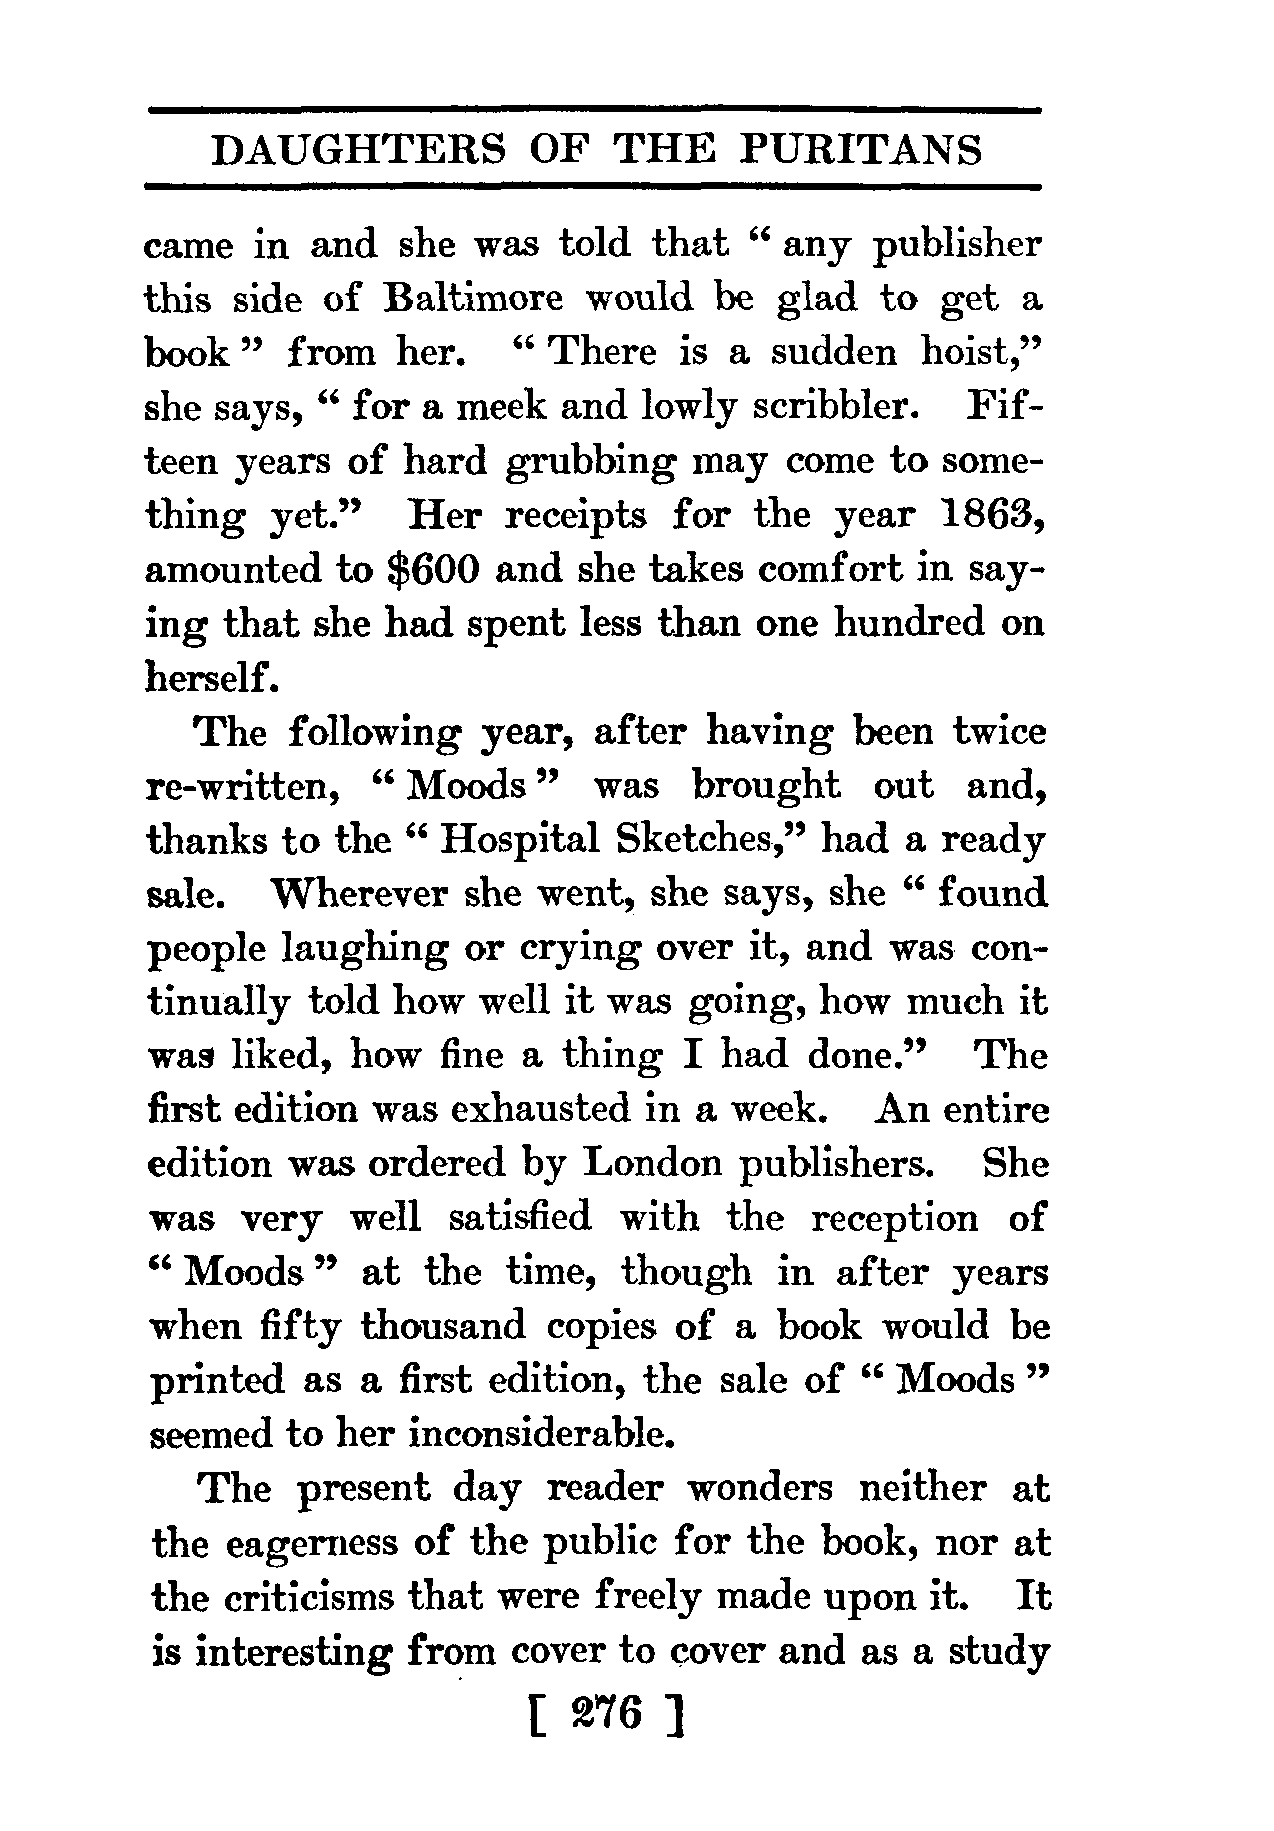 DAUGHTERS OF THE PURITANS
came in and she was told that “ any publisher
this side of Baltimore would be glad to get a
book ” from her. “ There is a sudden hoist,”
she says, “ for a meek and lowly scribbler. Fif-
teen years of hard grubbing may come to some-
thing yet.” Her receipts for the year 1863,
amounted to $600 and she takes comfort in say-
ing that she had spent less than one hundred on
herself.
The following year, after having been twice
re-written, “ Moods ” was brought out and,
thanks to the “ Hospital Sketches,” had a ready
sale. Wherever she went, she says, she “ found
people laughing or crying over it, and was con-
tinually told how well it was going, how much it
was liked, how fine a thing I had done.” The
first edition was exhausted in a week. An entire
edition was ordered by London publishers. She
was very well satisfied with the reception of
“ Moods ” at the time, though in after years
when fifty thousand copies of a book would be
printed as a first edition, the sale of “ Moods ”
seemed to her inconsiderable.
The present day reader wonders neither at
the eagerness of the public for the book, nor at
the criticisms that were freely made upon it. It
is interesting from cover to cover and as a study
[ 276 ]